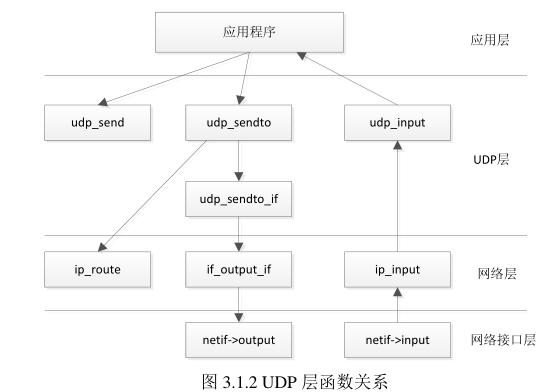 应用程序
应用层
udp_send
udp_sendto
udp_input
UDP层
udp_sendto_if
ip_route
if_output_if
ip_input
网络层
netif->output
netif->input
网络接口层
图 3.1.2 UDP 层函数关系